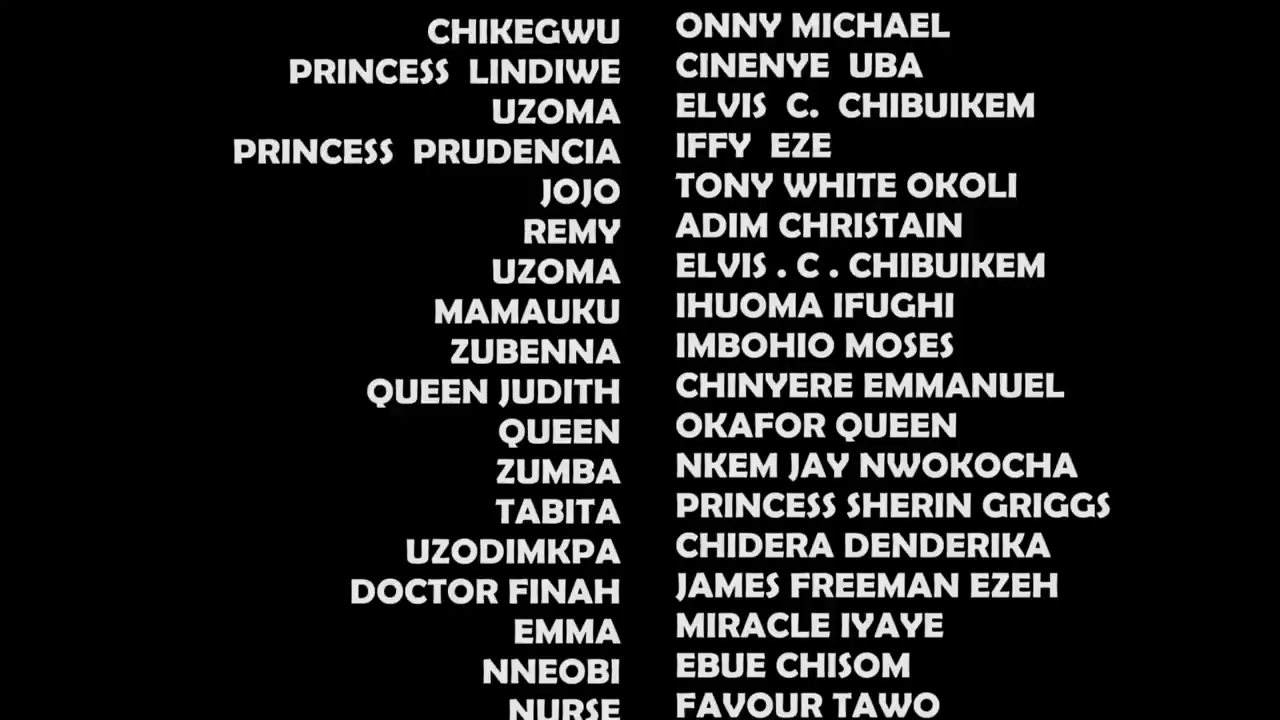 CHIKEGWU ONNY MICHAEL
PRINCESS LINDIWE CINENYE UBA
UZOMA ELVIS C. CHIBUIKEM
PRINCESS PRUDENCIA IFFY EZE
JOJO TONY WHITE OKOLI
REMY ADIM CHRISTAIN
UZOMA ELVIS . C . CHIBUIKEM
MAMAUKU IHUOMA IFUGHI
ZUBENNA IMBOHIO MOSES
QUEEN JUDITH CHINYERE EMMANUEL
QUEEN OKAFOR QUEEN
ZUMBA NKEM JAY NWOKOCHA
TABITA PRINCESS SHERIN GRIGGS
UZODIMKPA CHIDERA DENDERIKA
DOCTOR FINAH JAMES FREEMAN EZEH
EMMA MIRACLE IYAYE
NNEOBI EBUE CHISOM
NURSE FAVOUR TAWO